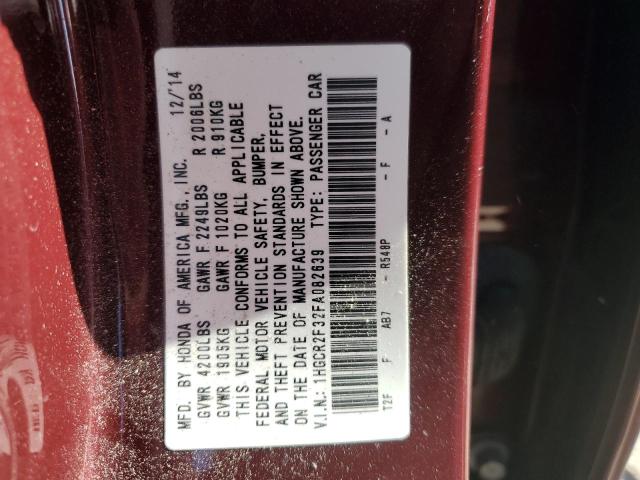 MFD. BY HONDA OF AMERICA MFG., INC. 12/'14
GVWR 4200LBS GAWR F 2249LBS R 2006LBS
GVWR 1905KG GAWR F 1020KG R 910KG
THIS VEHICLE CONFORMS TO ALL APPLICABLE
FEDERAL MOTOR VEHICLE SAFETY, BUMPER,
AND THEFT PREVENTION STANDARDS IN EFFECT
ON THE DATE OF MANUFACTURE SHOWN ABOVE.
V.I.N.: 1HGCR2F32FA082639 TYPE: PASSENGER CAR
T2F F AB7 - R548P - F - A